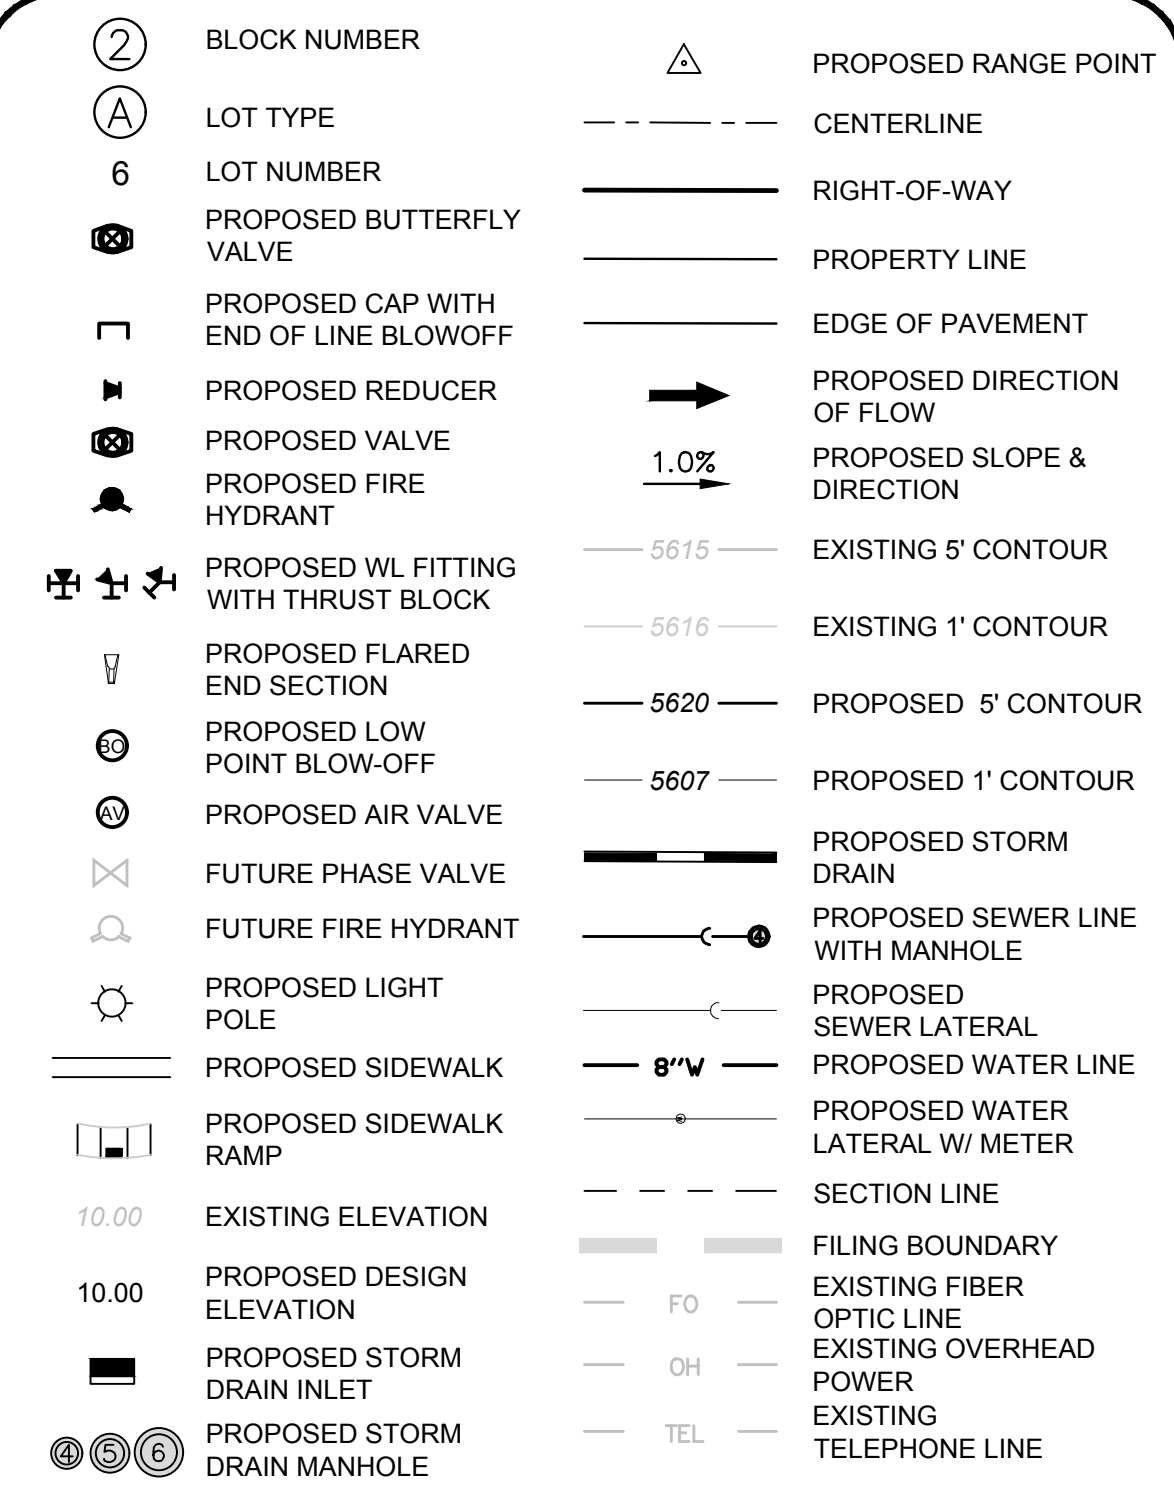 2
BLOCK NUMBER
A
LOT TYPE
6
LOT NUMBER
PROPOSED BUTTERFLY
VALVE
PROPOSED CAP WITH
END OF LINE BLOWOFF
PROPOSED REDUCER
PROPOSED VALVE
PROPOSED FIRE
HYDRANT
PROPOSED WL FITTING
WITH THRUST BLOCK
PROPOSED FLARED
END SECTION
BO
PROPOSED LOW
POINT BLOW-OFF
AV
PROPOSED AIR VALVE
FUTURE PHASE VALVE
FUTURE FIRE HYDRANT
PROPOSED LIGHT
POLE
PROPOSED SIDEWALK
PROPOSED SIDEWALK
RAMP
10.00
EXISTING ELEVATION
10.00
PROPOSED DESIGN
ELEVATION
PROPOSED STORM
DRAIN INLET
4 5 6
PROPOSED STORM
DRAIN MANHOLE
PROPOSED RANGE POINT
CENTERLINE
RIGHT-OF-WAY
PROPERTY LINE
EDGE OF PAVEMENT
PROPOSED DIRECTION
OF FLOW
1.0%
PROPOSED SLOPE &
DIRECTION
5615
EXISTING 5' CONTOUR
5616
EXISTING 1' CONTOUR
5620
PROPOSED 5' CONTOUR
5607
PROPOSED 1' CONTOUR
PROPOSED STORM
DRAIN
4
PROPOSED SEWER LINE
WITH MANHOLE
PROPOSED
SEWER LATERAL
8"W
PROPOSED WATER LINE
PROPOSED WATER
LATERAL W/ METER
SECTION LINE
FILING BOUNDARY
FO
EXISTING FIBER
OPTIC LINE
OH
EXISTING OVERHEAD
POWER
TEL
EXISTING
TELEPHONE LINE